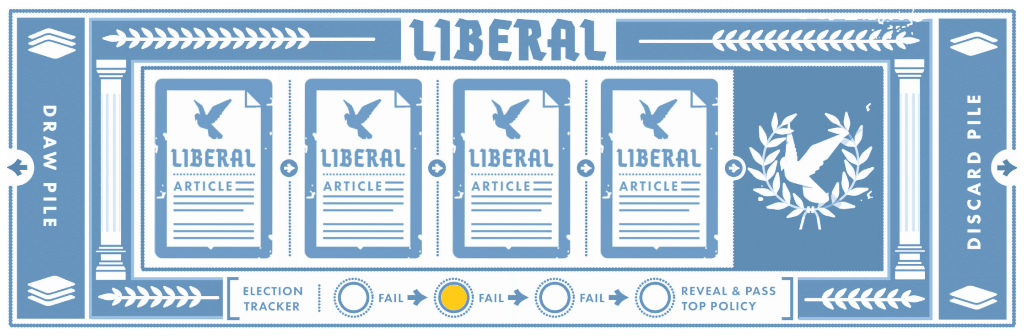 LIBERAL
DRAW PILE
LIBERAL
ARTICLE
LIBERAL
ARTICLE
LIBERAL
ARTICLE
LIBERAL
ARTICLE
DISCARD PILE
ELECTION
TRACKER
FAIL
FAIL
FAIL
REVEAL & PASS
TOP POLICY